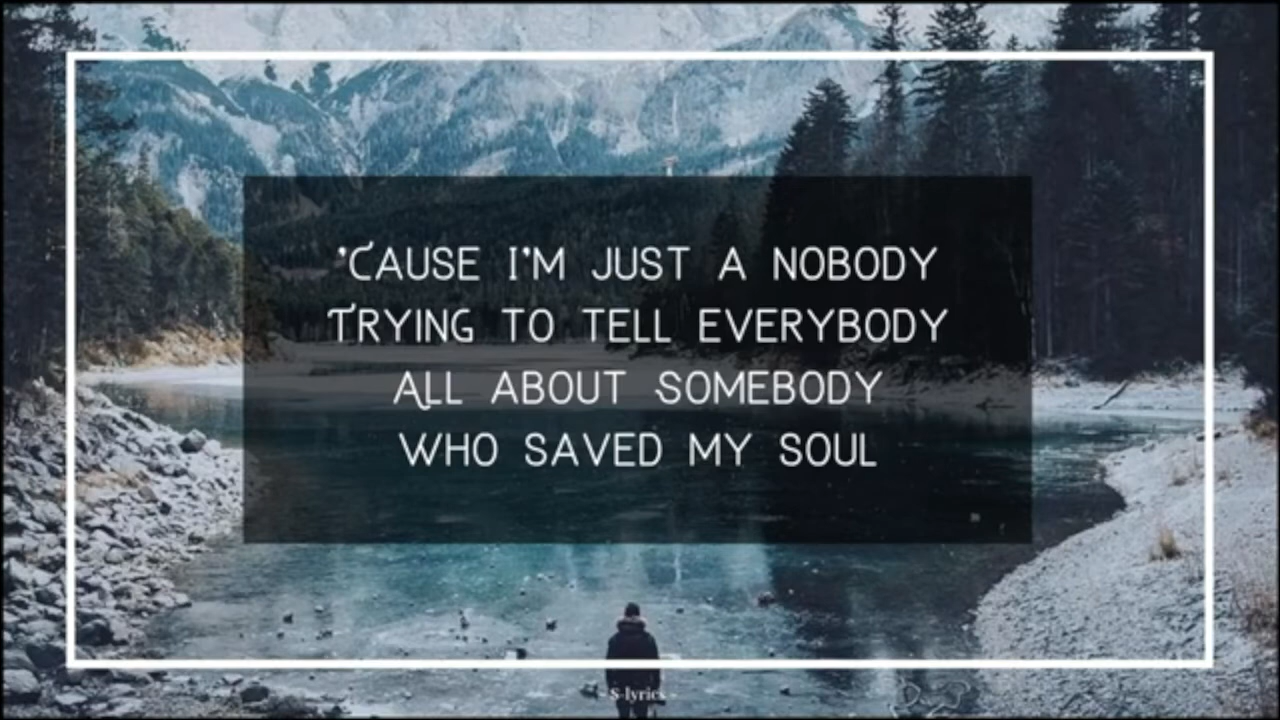 'Cause I'm just a nobody
Trying to tell everybody
All about Somebody
who saved my soul
- S-lyrics -